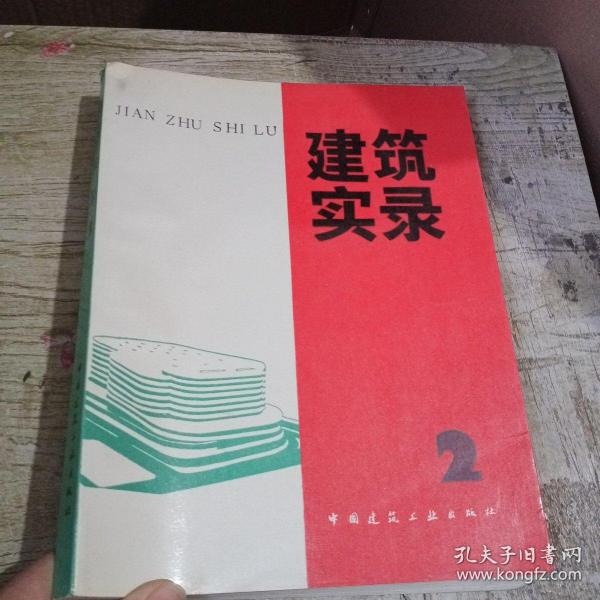 JIAN ZHU SHI LU
建筑
实录
2
中国建筑工业出版社
孔夫子旧书网
www.kongfz.com